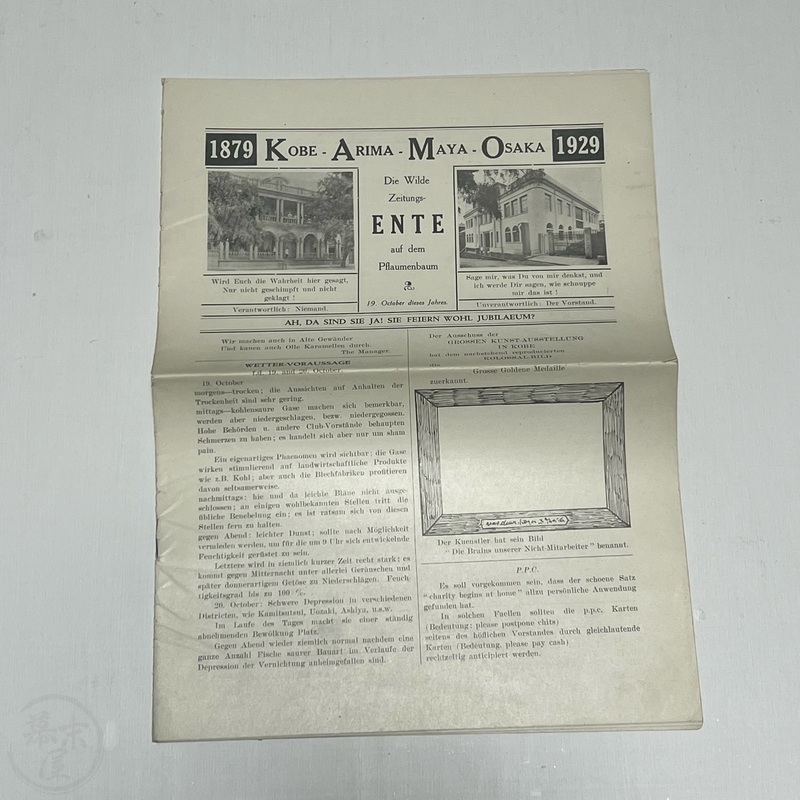 1879 KOBE - ARIMA - MAYA - OSAKA 1929
Die Wilde
Zeitungs-
ENTE
auf dem
Pflaumenbaum
19. October dieses Jahres.
Wird Euch die Wahrheit hier gesagt,
Nur nicht geschimpft und nicht
geklagt !
Verantwortlich: Niemand.
Sage mir, was Du von mir denkst, und
ich werde Dir sagen, wie schnuppe
mir das ist !
Unverantwortlich: Der Vorstand.
AH, DA SIND SIE JA! SIE FEIERN WOHL JUBILAEUM?
Wir machen auch in Alte Gewänder
Und kauen auch Olle Karamellen durch.
The Manager
WETTER-VORAUSSAGE
19. und 20. October.
19. October
morgens—trocken; die Aussichten auf Anhalten der
Trockenheit sind sehr gering.
mittags—kohlensaure Gase machen sich bemerkbar,
werden aber niedergeschlagen, bezw. niedergegossen.
Hohe Behörden u. andere Club-Vorstände behaupten
Schmerzen zu haben; es handelt sich aber nur um sham
pain.
Ein eigenartiges Phaenomen wird sichtbar; die Gase
wirken stimulierend auf landwirtschaftliche Produkte
wie z.B. Kohl; aber auch die Blechfabriken profitieren
davon seltsamerweise.
nachmittags: hie und da leichte Bläue nicht ausge-
schlossen; an einigen wohlbekannten Stellen tritt die
übliche Benebelung ein; es ist ratsam sich von diesen
Stellen fern zu halten.
gegen Abend: leichter Dunst; sollte nach Möglichkeit
vermieden werden, um für die um 9 Uhr sich entwickelnde
Feuchtigkeit gerüstet zu sein.
Letztere wird in ziemlich kurzer Zeit recht stark; es
kommt gegen Mitternacht unter allerlei Geräuschen und
später donnerartigem Getöse zu Niederschlägen. Feuch
tigkeitsgrad bis zu 100 %.
20. October: Schwere Depression in verschiedenen
Districten, wie Kamitsutsui, Uozaki, Ashiya, u.s.w.
Im Laufe des Tages macht sie einer ständig
abnehmenden Bewölkung Platz.
Gegen Abend wieder ziemlich normal nachdem eine
ganze Anzahl Fische saurer Bauart im Verlaufe der
Depression der Vernichtung anheimgefallen sind.
Der Ausschuss der
GROSSEN KUNST-AUSSTELLUNG
IN KOBE
hat dem nachstehend reproduzierten
KOLOSSAL-BILD
die
Grosse Goldene Medaille
zuerkannt.
Der Kuenstler hat sein Bild
" Die Brains unserer Nicht-Mitarbeiter" benannt.
P.P.C.
Es soll vorgekommen sein, dass der schoene Satz
"charity begins at home" allzu persönliche Anwendung
gefunden hat.
In solchen Faellen sollten die p.p.c. Karten
(Bedeutung: please postpone chits)
seitens des höflichen Vorstandes durch gleichlautende
Karten (Bedeutung, please pay cash)
rechtzeitig anticipiert werden.
幕末屋